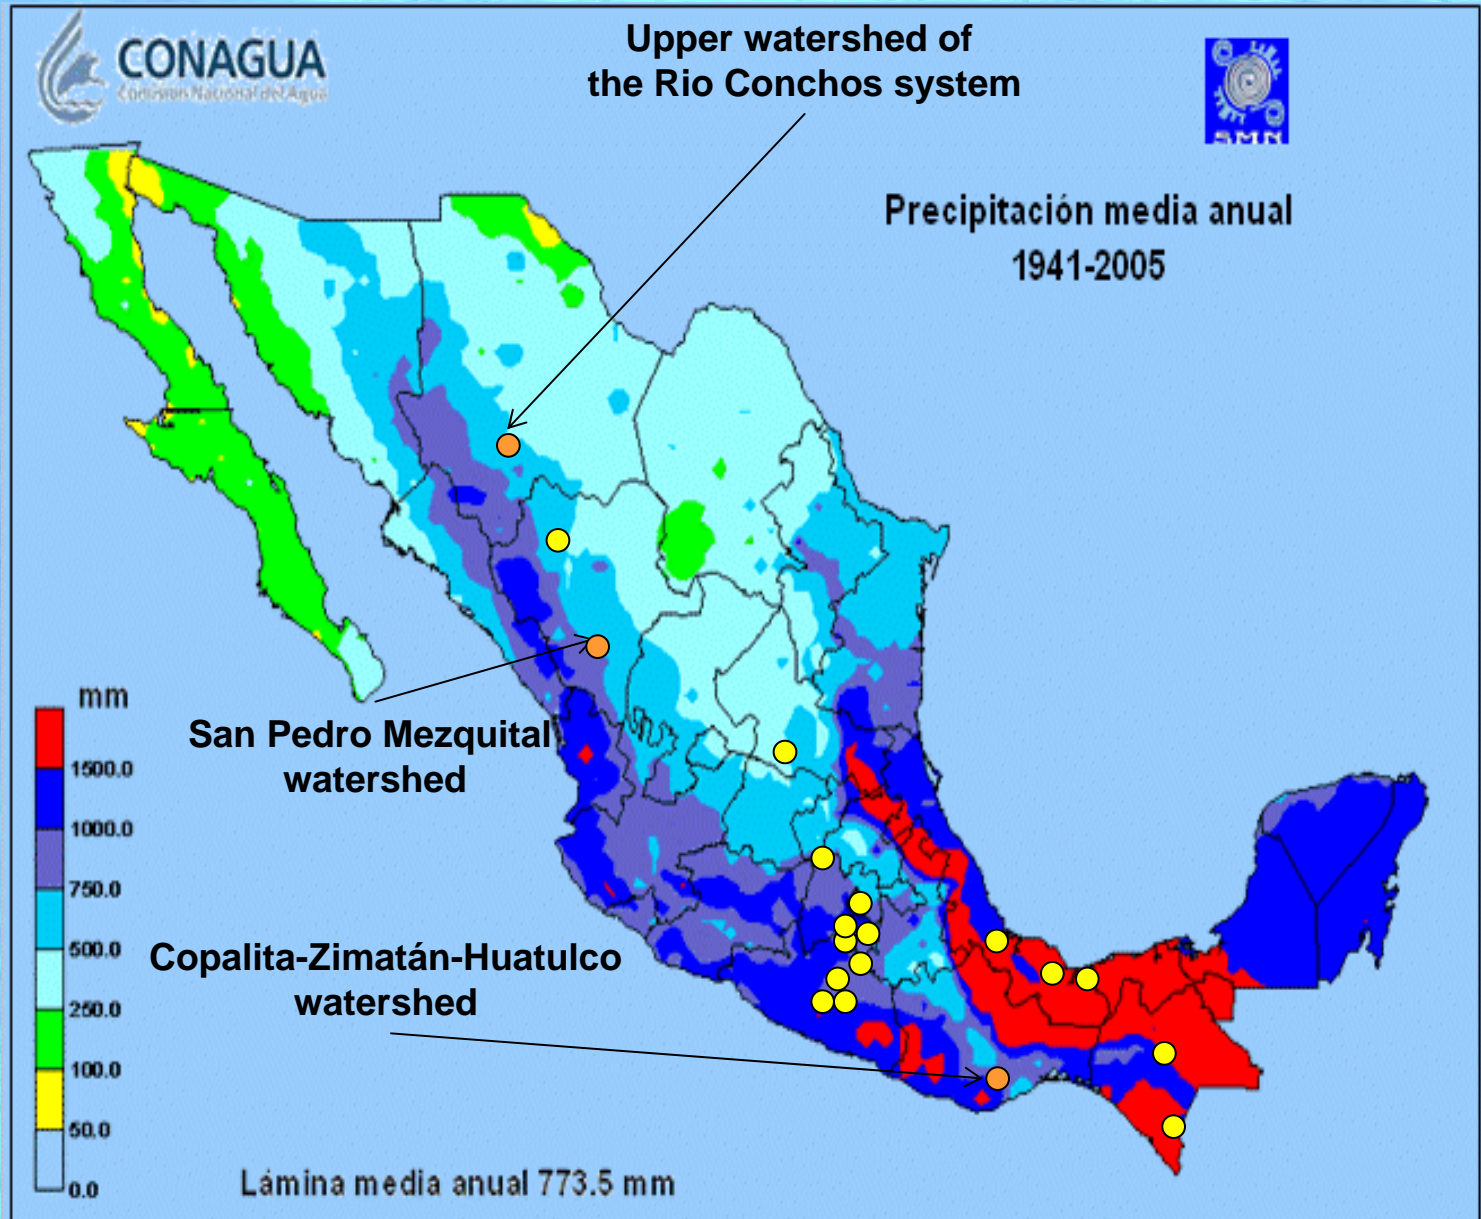 CONAGUA
Comisión Nacional del Agua
Upper watershed of
the Rio Conchos system
SMN
Precipitación media anual
1941-2005
mm
1500.0
1000.0
750.0
500.0
250.0
100.0
50.0
0.0
San Pedro Mezquital
watershed
Copalita-Zimatán-Huatulco
watershed
Lámina media anual 773.5 mm